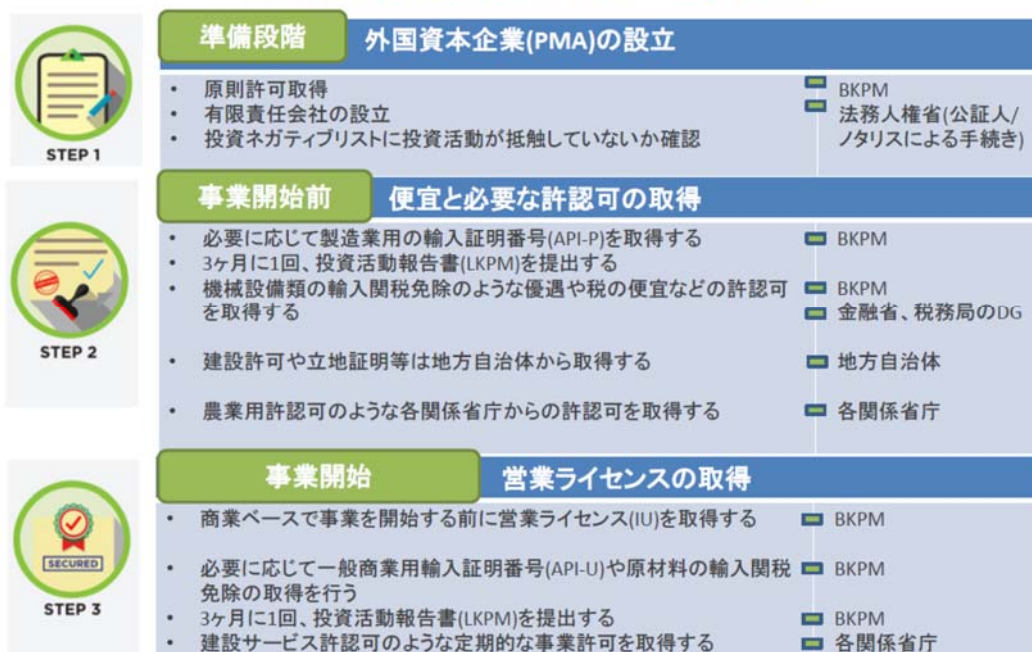 準備段階 外国資本企業(PMA)の設立
• 原則許可取得 BKPM
• 有限責任会社の設立 法務人権省(公証人/
• 投資ネガティブリストに投資活動が抵触していないか確認 ノタリスによる手続き)
STEP 1
事業開始前 便宜と必要な許認可の取得
• 必要に応じて製造業用の輸入証明番号(API-P)を取得する BKPM
• 3ヶ月に1回、投資活動報告書(LKPM)を提出する
• 機械設備類の輸入関税免除のような優遇や税の便宜などの許認可 BKPM
を取得する 金融省、税務局のDG
STEP 2
• 建設許可や立地証明等は地方自治体から取得する 地方自治体
• 農業用許認可のような各関係省庁からの許認可を取得する 各関係省庁
事業開始 営業ライセンスの取得
• 商業ベースで事業を開始する前に営業ライセンス(IU)を取得する BKPM
SECURED
• 必要に応じて一般商業用輸入証明番号(API-U)や原材料の輸入関税 BKPM
免除の取得を行う
STEP 3
• 3ヶ月に1回、投資活動報告書(LKPM)を提出する BKPM
• 建設サービス許認可のような定期的な事業許可を取得する 各関係省庁